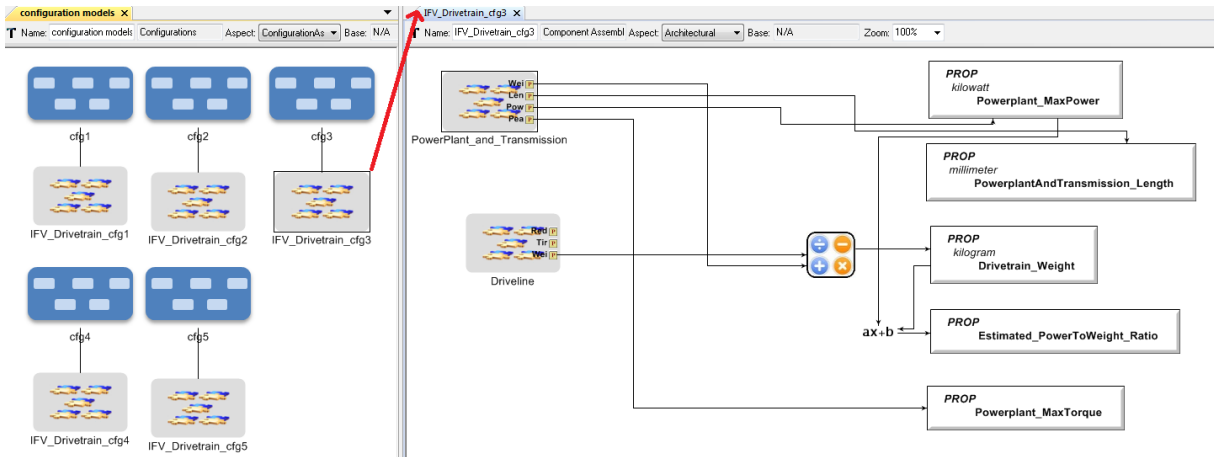 configuration models
Name: configuration models Configurations Aspect: ConfigurationAs Base: N/A
cfg1 cfg2 cfg3
IFV_Drivetrain_cfg1 IFV_Drivetrain_cfg2 IFV_Drivetrain_cfg3
cfg4 cfg5
IFV_Drivetrain_cfg4 IFV_Drivetrain_cfg5
IFV_Drivetrain_cfg3
Name: IFV_Drivetrain_cfg3 Component Assembl Aspect: Architectural Base: N/A Zoom: 100%
Wei P
Len P
Pow P
Pea P
PowerPlant_and_Transmission
PROP
kilowatt
Powerplant_MaxPower
PROP
millimeter
PowerplantAndTransmission_Length
Red P
Tir P
Wei P
Driveline
PROP
kilogram
Drivetrain_Weight
ax+b
PROP
Estimated_PowerToWeight_Ratio
PROP
Powerplant_MaxTorque